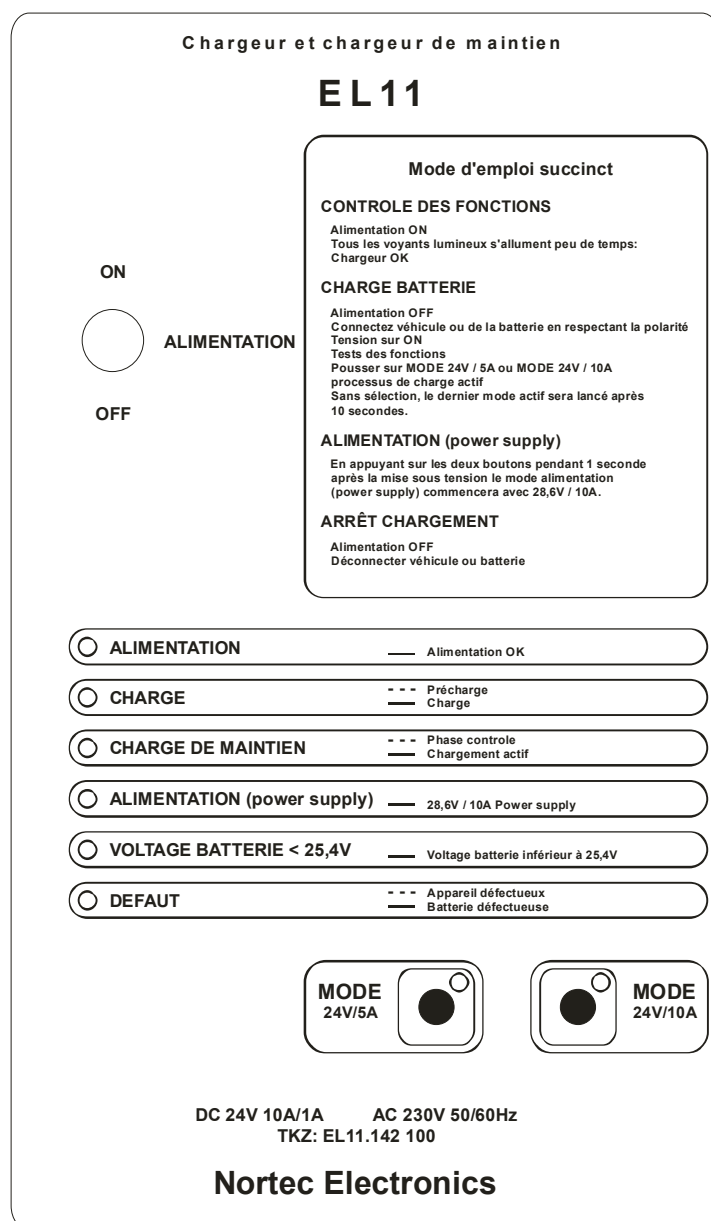 Chargeur et chargeur de maintien
EL11
Mode d'emploi succinct
CONTROLE DES FONCTIONS
Alimentation ON
Tous les voyants lumineux s'allument peu de temps:
Chargeur OK
CHARGE BATTERIE
Alimentation OFF
Connectez véhicule ou de la batterie en respectant la polarité
Tension sur ON
Tests des fonctions
Pousser sur MODE 24V / 5A ou MODE 24V / 10A
processus de charge actif
Sans sélection, le dernier mode actif sera lancé après
10 secondes.
ALIMENTATION (power supply)
En appuyant sur les deux boutons pendant 1 seconde
après la mise sous tension le mode alimentation
(power supply) commencera avec 28,6V / 10A.
ARRÊT CHARGEMENT
Alimentation OFF
Déconnecter véhicule ou batterie
ON
ALIMENTATION
OFF
ALIMENTATION
Alimentation OK
CHARGE
Précharge
Charge
CHARGE DE MAINTIEN
Phase controle
Chargement actif
ALIMENTATION (power supply)
28,6V / 10A Power supply
VOLTAGE BATTERIE < 25,4V
Voltage batterie inférieur à 25,4V
DEFAUT
Appareil défectueux
Batterie défectueuse
MODE
24V/5A
MODE
24V/10A
DC 24V 10A/1A AC 230V 50/60Hz
TKZ: EL11.142 100
Nortec Electronics